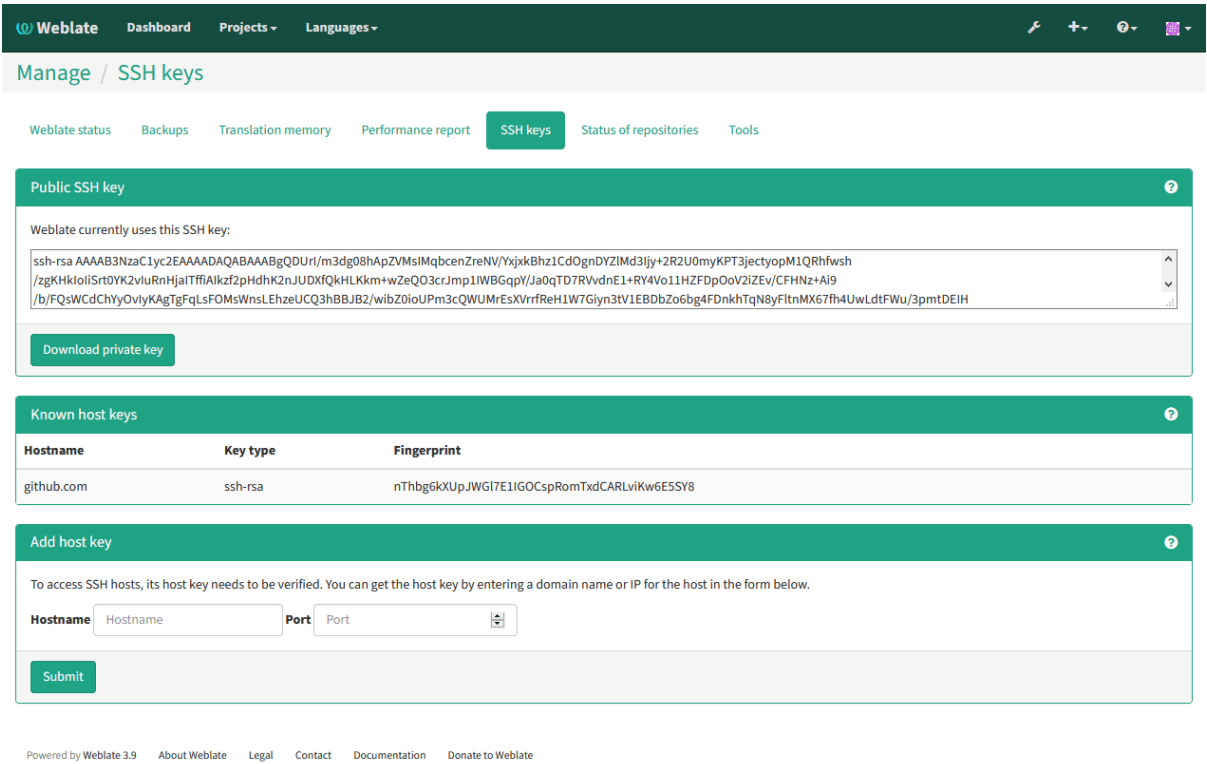 Weblate Dashboard Projects Languages
Manage / SSH keys
Weblate status Backups Translation memory Performance report SSH keys Status of repositories Tools
Public SSH key
Weblate currently uses this SSH key:
ssh-rsa AAAAB3NzaC1yc2EAAAADAQABAAABgQDUrI/m3dg08hApZVMsIMqbcenZreNV/YxjxkBhz1CdOgnDYZlMd3Ijy+2R2U0myKPT3jectyopM1QRhfwsh
/zgKHkIoIiSrt0YK2vIuRnHjaITffiAIkzf2pHdhK2nJUDXfQkHLKkm+wZeQO3crJmp1IWBGqpY/Ja0qTD7RVvdnE1+RY4Vo11HZFDpOoV2iZEv/CFHNz+Ai9
/b/FQsWCdChYyOvIyKAgTgFqLsFOMsWnsLEhzeUCQ3hBBJB2/wibZ0ioUPm3cQWUMrEsXVrrfReH1W7Giyn3tV1EBDbZo6bg4FDnkhTqN8yFltnMX67fh4UwLdtFWu/3pmtDEIH
Download private key
Known host keys
Hostname Key type Fingerprint
github.com ssh-rsa nThbg6kXUpJWGl7E1IGOCspRomTxdCARLviKw6E5SY8
Add host key
To access SSH hosts, its host key needs to be verified. You can get the host key by entering a domain name or IP for the host in the form below.
Hostname Hostname Port Port
Submit
Powered by Weblate 3.9 About Weblate Legal Contact Documentation Donate to Weblate